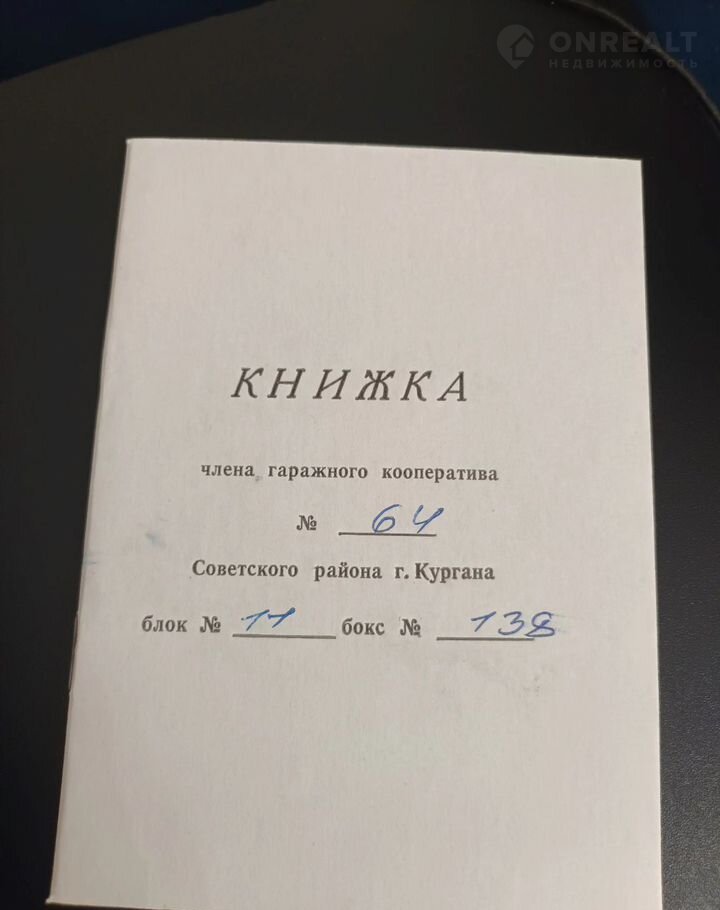 ONREALT
НЕДВИЖИМОСТЬ
КНИЖКА
члена гаражного кооператива
№ 64
Советского района г. Кургана
блок № 11 бокс № 138